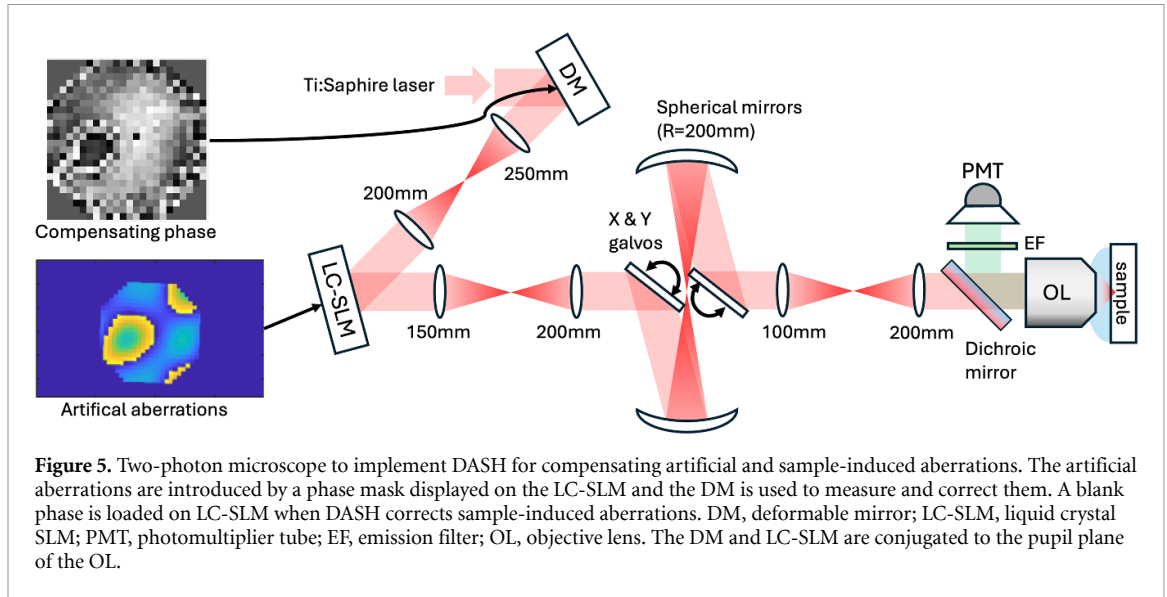 Ti:Saphire laser
DM
Spherical mirrors
(R=200mm)
250mm
200mm
PMT
Compensating phase
X & Y
galvos
EF
LC-SLM
OL
sample
150mm
200mm
100mm
200mm
Dichroic
mirror
Artifical aberrations
Figure 5. Two-photon microscope to implement DASH for compensating artificial and sample-induced aberrations. The artificial
aberrations are introduced by a phase mask displayed on the LC-SLM and the DM is used to measure and correct them. A blank
phase is loaded on LC-SLM when DASH corrects sample-induced aberrations. DM, deformable mirror; LC-SLM, liquid crystal
SLM; PMT, photomultiplier tube; EF, emission filter; OL, objective lens. The DM and LC-SLM are conjugated to the pupil plane
of the OL.